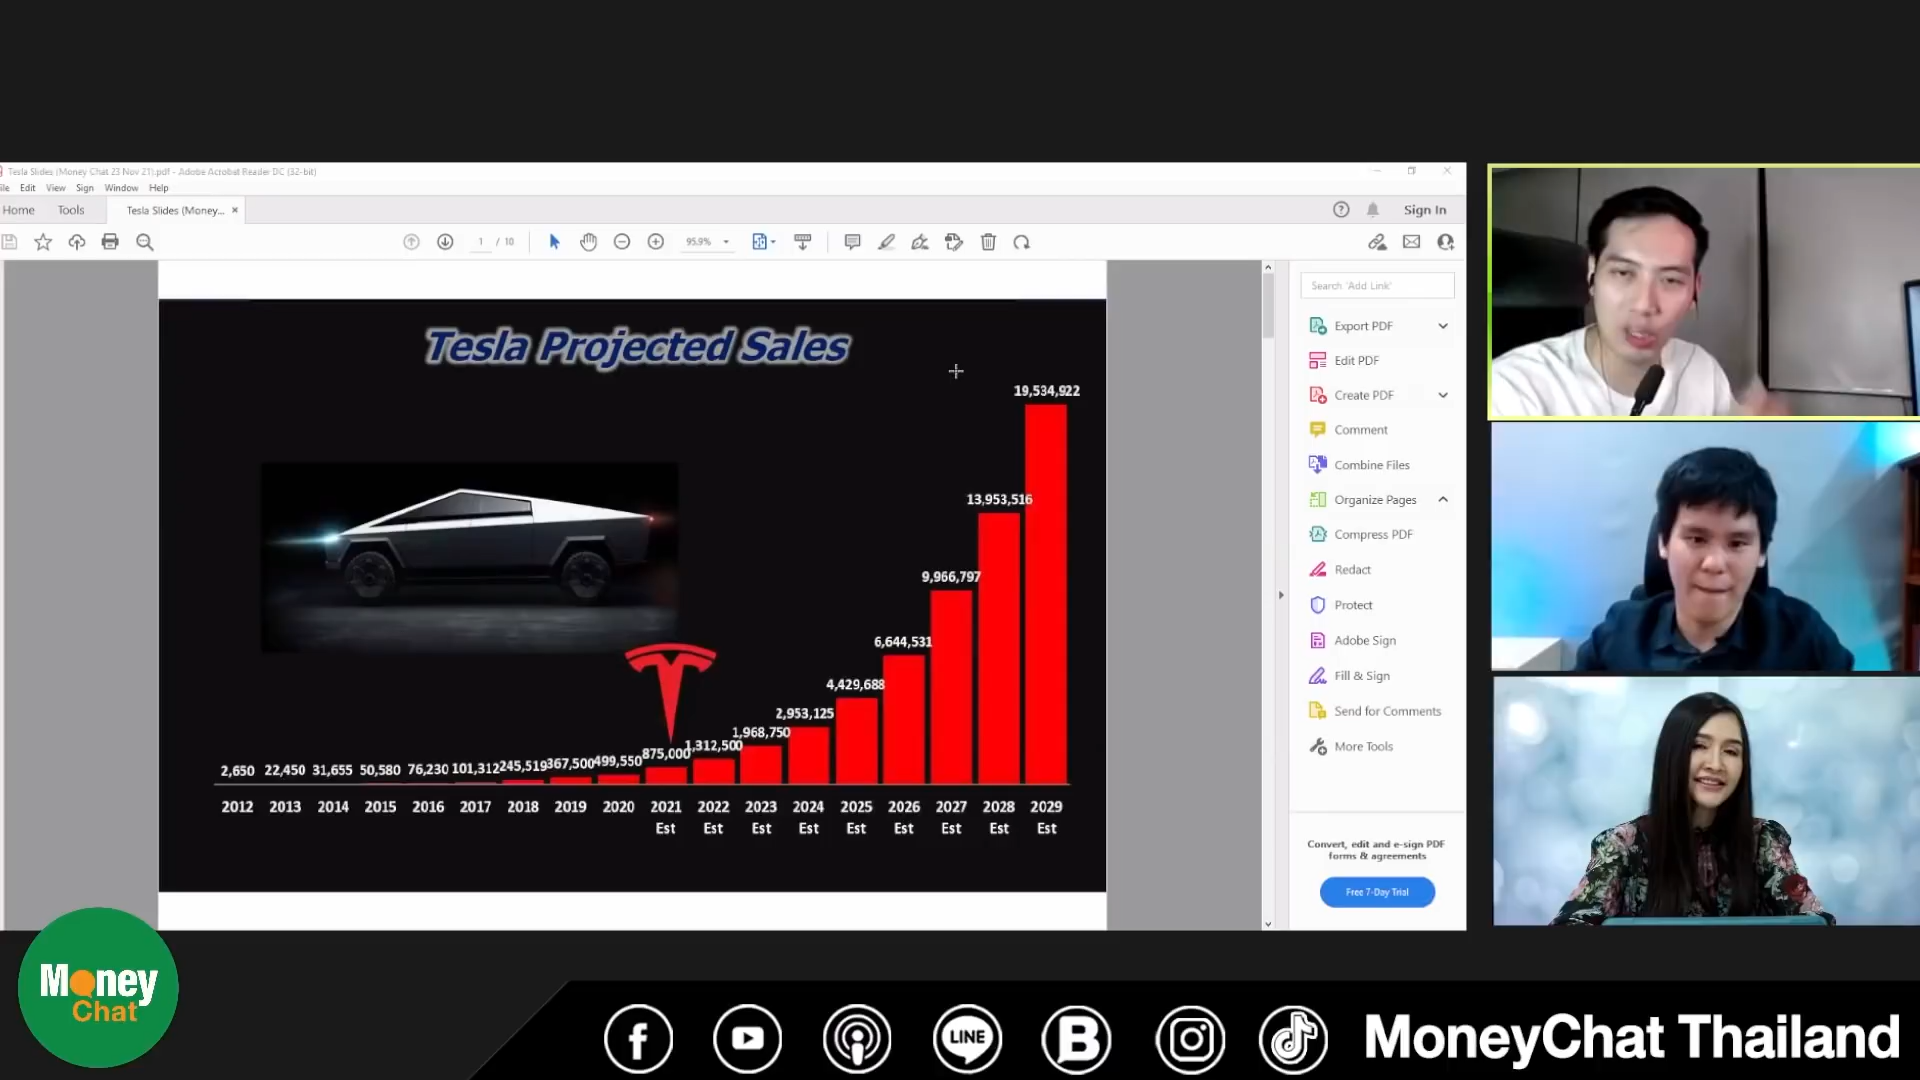 Tesla Slides (Money Chat 23 Nov 21).pdf - Adobe Acrobat Reader DC (32-bit)
ile Edit View Sign Window Help
Home Tools Tesla Slides (Money... × Sign In
1 / 10 95.9%
Search 'Add Link'
Export PDF
Edit PDF
Create PDF
Comment
Combine Files
Organize Pages
Compress PDF
Redact
Protect
Adobe Sign
Fill & Sign
Send for Comments
More Tools
Convert, edit and e-sign PDF
forms & agreements
Free 7-Day Trial
Tesla Projected Sales
19,534,922
13,953,516
9,966,797
6,644,531
4,429,688
2,953,125
1,968,750
1,312,500
875,000
2,650 22,450 31,655 50,580 76,230 101,312 245,519 367,500 499,550
2012 2013 2014 2015 2016 2017 2018 2019 2020 2021 2022 2023 2024 2025 2026 2027 2028 2029
Est Est Est Est Est Est Est Est Est
Money
Chat
LINE
MoneyChat Thailand